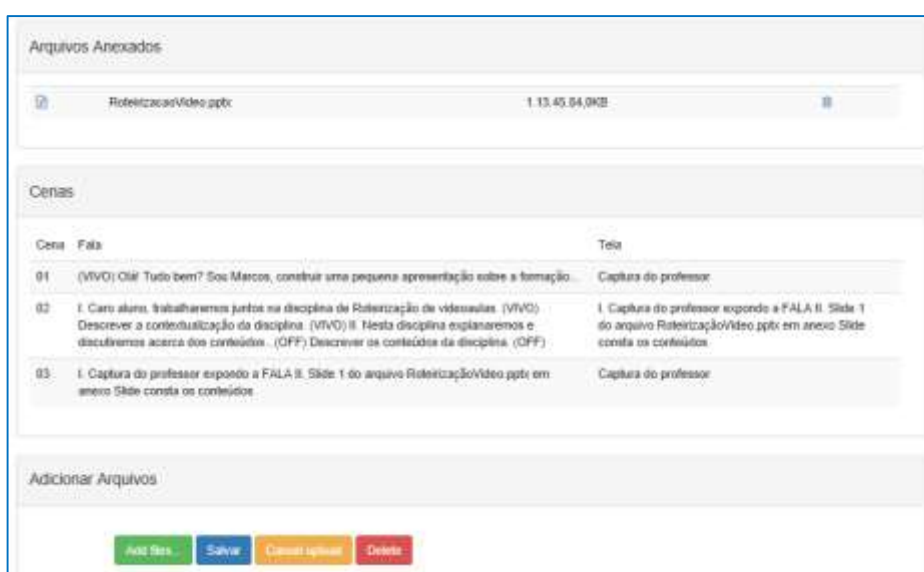 Arquivos Anexados
RoteirizacaoVideo.pptx 1.13.45.84,0KB
Cenas
Cena Fala Tela
01 (VIVO) Olá! Tudo bem? Sou Marcos, construir uma pequena apresentação sobre a formação... Captura do professor
02 I. Caro aluno, trabalharemos juntos na disciplina de Roteirização de videoaulas. (VIVO) I. Captura do professor expondo a FALA II. Slide 1
Descrever a contextualização da disciplina. (VIVO) II. Nesta disciplina explanaremos e do arquivo RoteirizaçãoVideo.pptx em anexo Slide
discutiremos acerca dos conteúdos... (OFF) Descrever os conteúdos da disciplina. (OFF) consta os conteúdos
03 I. Captura do professor expondo a FALA II. Slide 1 do arquivo RoteirizaçãoVideo.pptx em Captura do professor
anexo Slide consta os conteúdos
Adicionar Arquivos
Add files... Salvar Cancel upload Delete